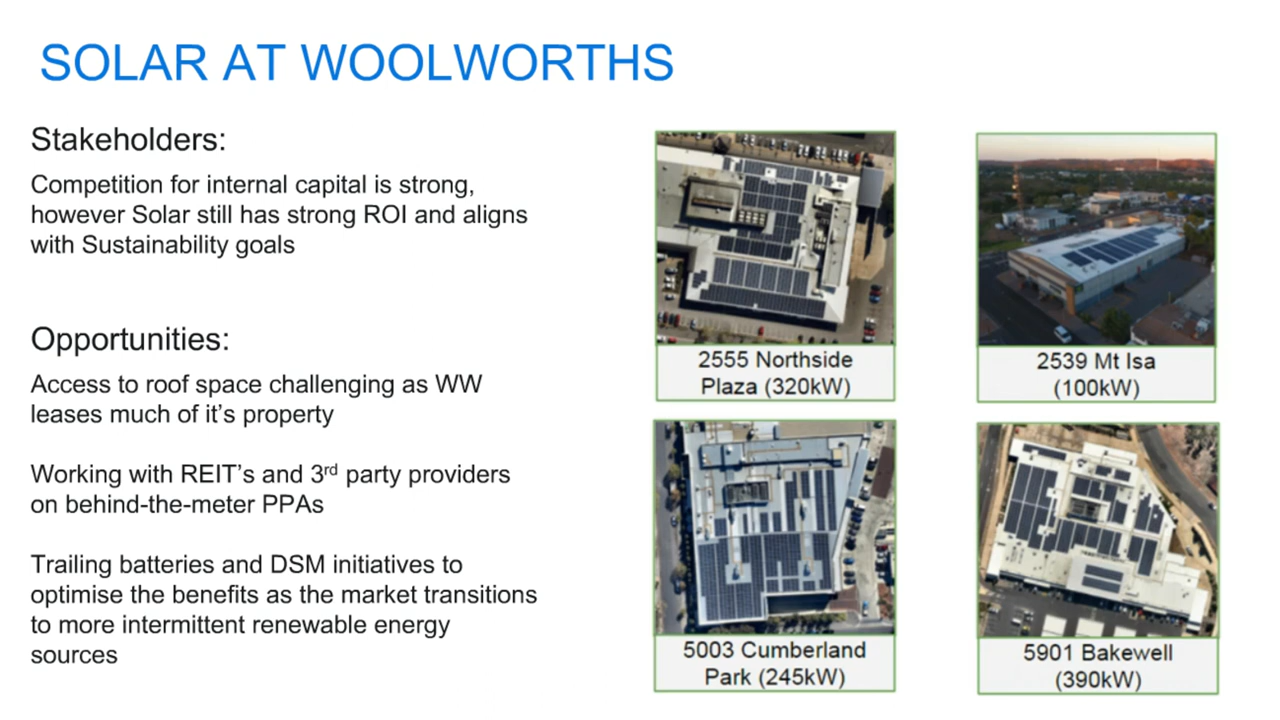 SOLAR AT WOOLWORTHS
Stakeholders:
Competition for internal capital is strong,
however Solar still has strong ROI and aligns
with Sustainability goals
Opportunities:
Access to roof space challenging as WW
leases much of it’s property
Working with REIT’s and 3rd party providers
on behind-the-meter PPAs
Trailing batteries and DSM initiatives to
optimise the benefits as the market transitions
to more intermittent renewable energy
sources
2555 Northside
Plaza (320kW)
2539 Mt Isa
(100kW)
5003 Cumberland
Park (245kW)
5901 Bakewell
(390kW)